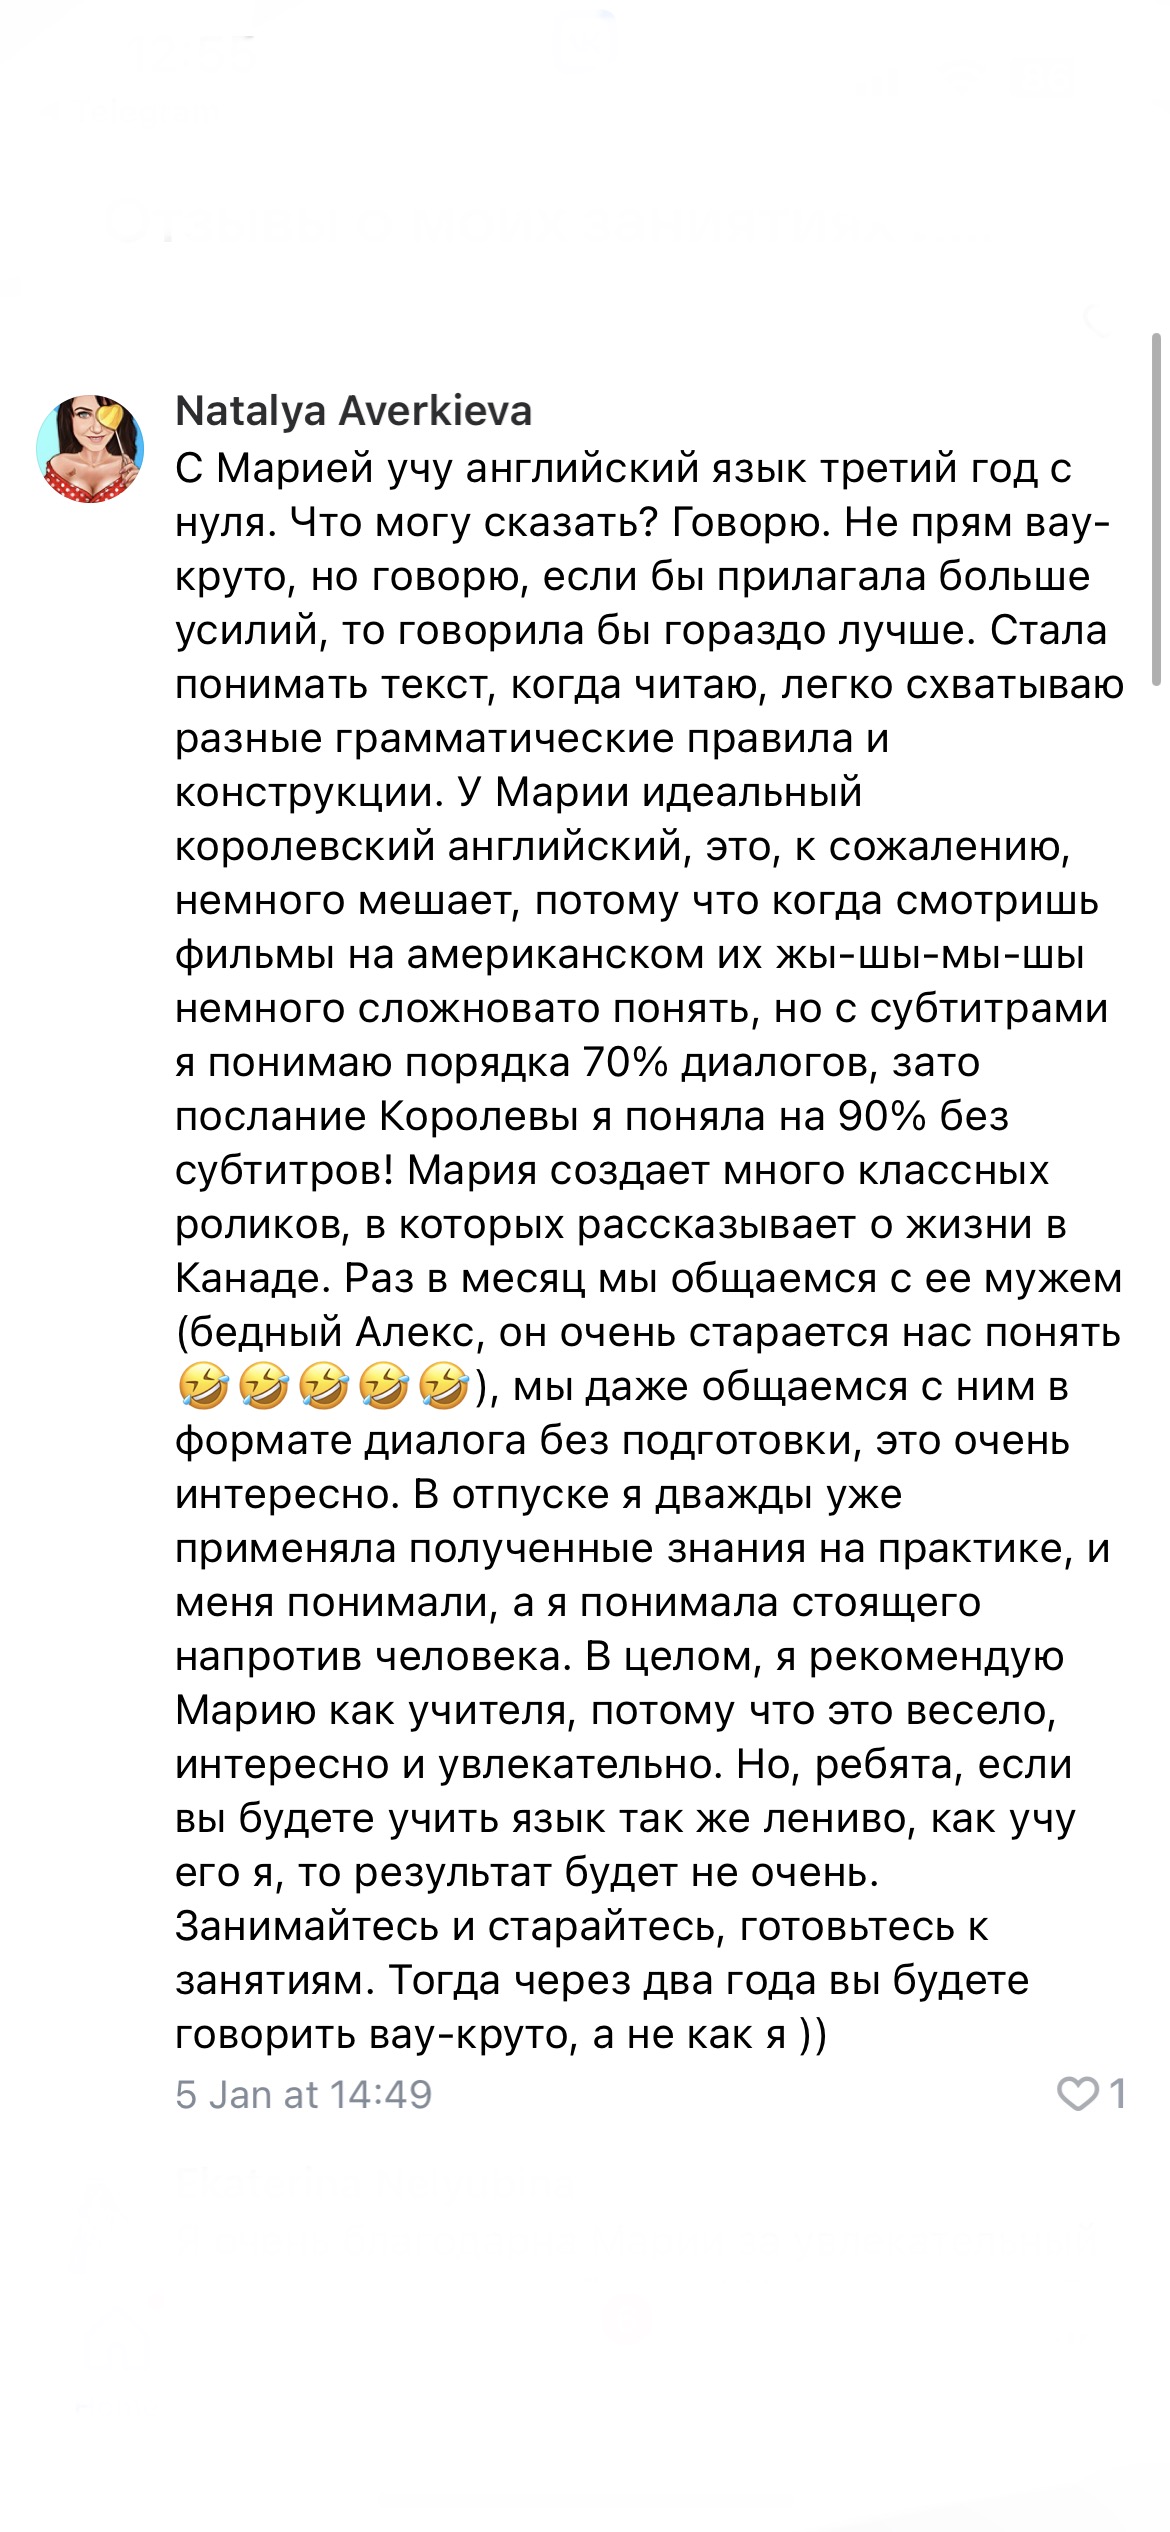 Natalya Averkieva
С Марией учу английский язык третий год с
нуля. Что могу сказать? Говорю. Не прям вау-
круто, но говорю, если бы прилагала больше
усилий, то говорила бы гораздо лучше. Стала
понимать текст, когда читаю, легко схватываю
разные грамматические правила и
конструкции. У Марии идеальный
королевский английский, это, к сожалению,
немного мешает, потому что когда смотришь
фильмы на американском их жы-шы-мы-шы
немного сложновато понять, но с субтитрами
я понимаю порядка 70% диалогов, зато
послание Королевы я поняла на 90% без
субтитров! Мария создает много классных
роликов, в которых рассказывает о жизни в
Канаде. Раз в месяц мы общаемся с ее мужем
(бедный Алекс, он очень старается нас понять
🤣🤣🤣🤣🤣), мы даже общаемся с ним в
формате диалога без подготовки, это очень
интересно. В отпуске я дважды уже
применяла полученные знания на практике, и
меня понимали, а я понимала стоящего
напротив человека. В целом, я рекомендую
Марию как учителя, потому что это весело,
интересно и увлекательно. Но, ребята, если
вы будете учить язык так же лениво, как учу
его я, то результат будет не очень.
Занимайтесь и старайтесь, готовьтесь к
занятиям. Тогда через два года вы будете
говорить вау-круто, а не как я ))
5 Jan at 14:49 1